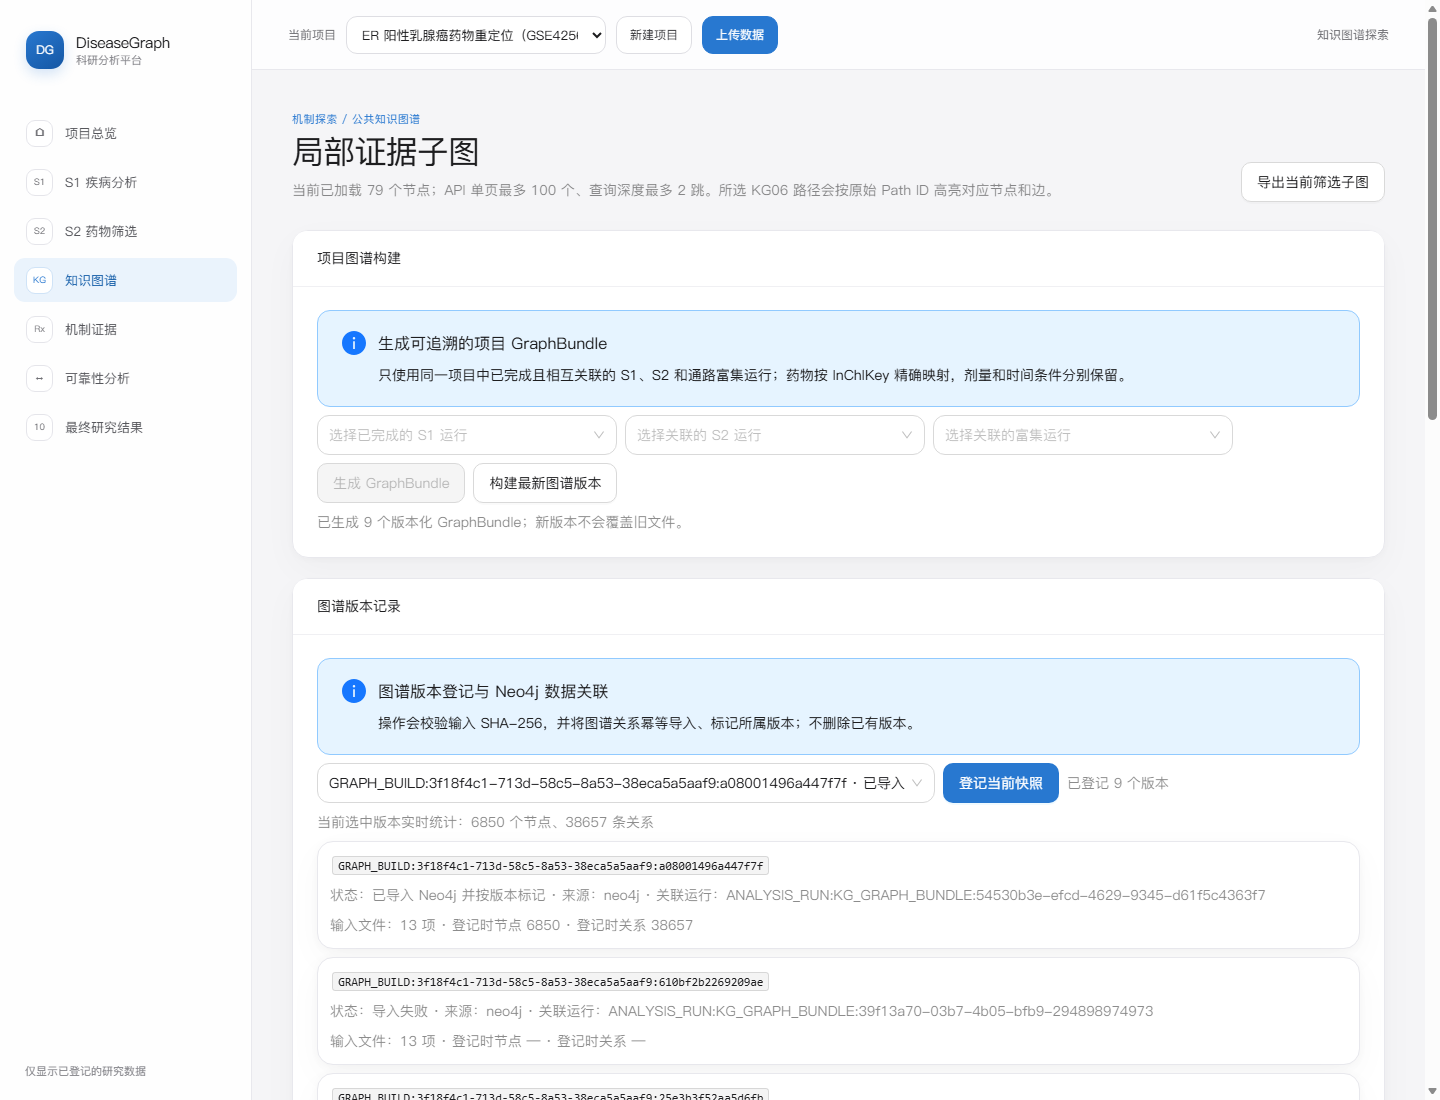 DG
DiseaseGraph
科研分析平台
项目总览
S1
S1 疾病分析
S2
S2 药物筛选
KG
知识图谱
Rx
机制证据
↔
可靠性分析
10
最终研究结果
仅显示已登记的研究数据
当前项目
ER 阳性乳腺癌药物重定位（GSE425
新建项目
上传数据
知识图谱探索
机制探索 / 公共知识图谱
局部证据子图
当前已加载 79 个节点；API 单页最多 100 个、查询深度最多 2 跳。所选 KG06 路径会按原始 Path ID 高亮对应节点和边。
导出当前筛选子图
项目图谱构建
生成可追溯的项目 GraphBundle
只使用同一项目中已完成且相互关联的 S1、S2 和通路富集运行；药物按 InChIKey 精确映射，剂量和时间条件分别保留。
选择已完成的 S1 运行
选择关联的 S2 运行
选择关联的富集运行
生成 GraphBundle
构建最新图谱版本
已生成 9 个版本化 GraphBundle；新版本不会覆盖旧文件。
图谱版本记录
图谱版本登记与 Neo4j 数据关联
操作会校验输入 SHA-256，并将图谱关系幂等导入、标记所属版本；不删除已有版本。
GRAPH_BUILD:3f18f4c1-713d-58c5-8a53-38eca5a5aaf9:a08001496a447f7f · 已导入
登记当前快照
已登记 9 个版本
当前选中版本实时统计：6850 个节点、38657 条关系
GRAPH_BUILD:3f18f4c1-713d-58c5-8a53-38eca5a5aaf9:a08001496a447f7f
状态：已导入 Neo4j 并按版本标记 · 来源：neo4j · 关联运行：ANALYSIS_RUN:KG_GRAPH_BUNDLE:54530b3e-efcd-4629-9345-d61f5c4363f7
输入文件：13 项 · 登记时节点 6850 · 登记时关系 38657
GRAPH_BUILD:3f18f4c1-713d-58c5-8a53-38eca5a5aaf9:610bf2b2269209ae
状态：导入失败 · 来源：neo4j · 关联运行：ANALYSIS_RUN:KG_GRAPH_BUNDLE:39f13a70-03b7-4b05-bfb9-294898974973
输入文件：13 项 · 登记时节点 — · 登记时关系 —
GRAPH_BUILD:3f18f4c1-713d-58c5-8a53-38eca5a5aaf9:25e3b3f52aa5d6fb